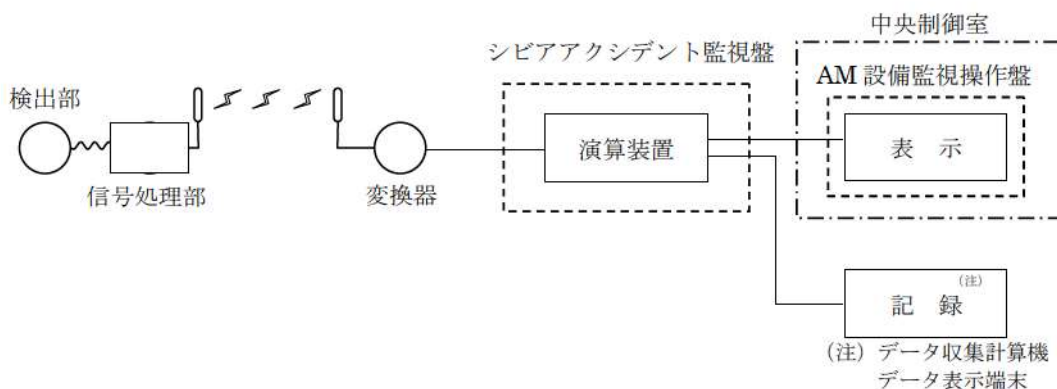 中央制御室
シビアアクシデント監視盤
AM 設備監視操作盤
検出部
演算装置
表 示
信号処理部
変換器
記 録
(注)
(注) データ収集計算機
データ表示端末